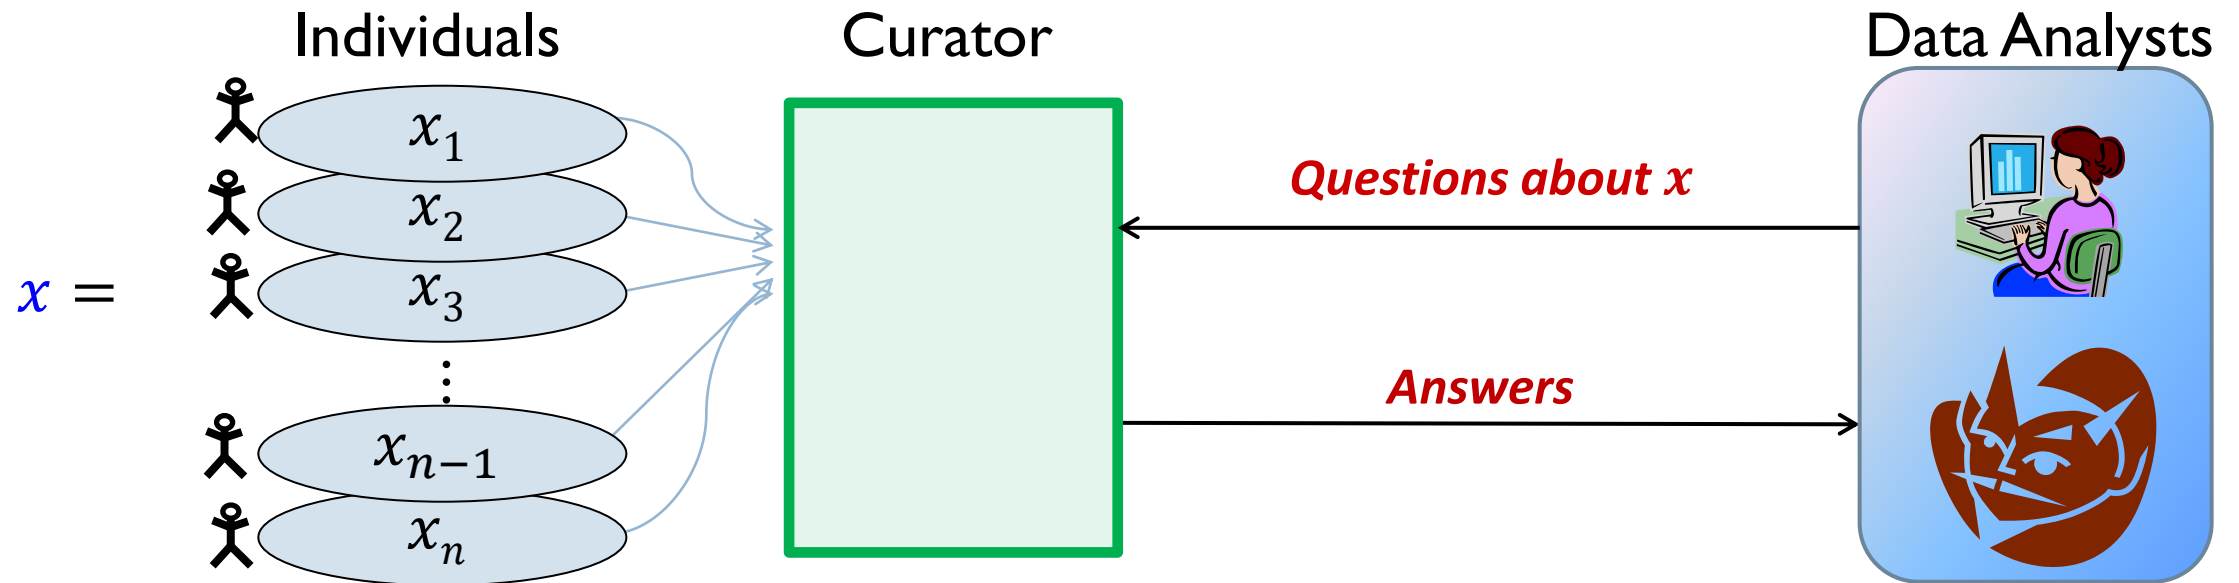 Individuals
Curator
Data Analysts
x₁
x₂
x₃
⋮
xₙ₋₁
xₙ
x =
Questions about x
Answers